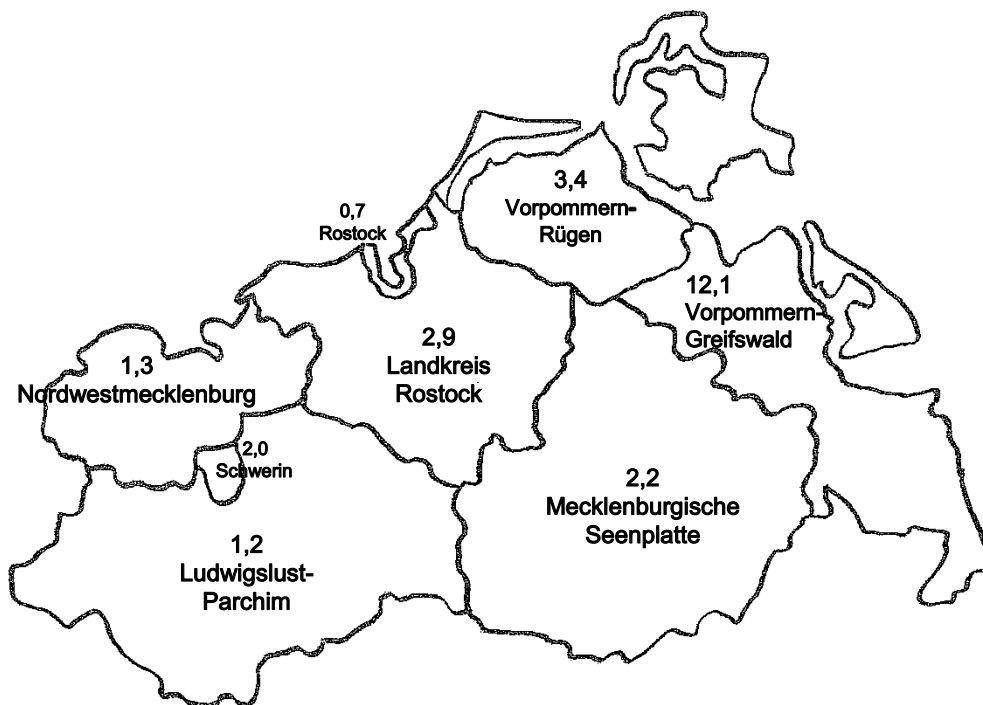 3,4
Vorpommern-
Rügen
0,7
Rostock
12,1
Vorpommern-
Greifswald
2,9
Landkreis
Rostock
1,3
Nordwestmecklenburg
2,0
Schwerin
2,2
Mecklenburgische
Seenplatte
1,2
Ludwigslust-
Parchim